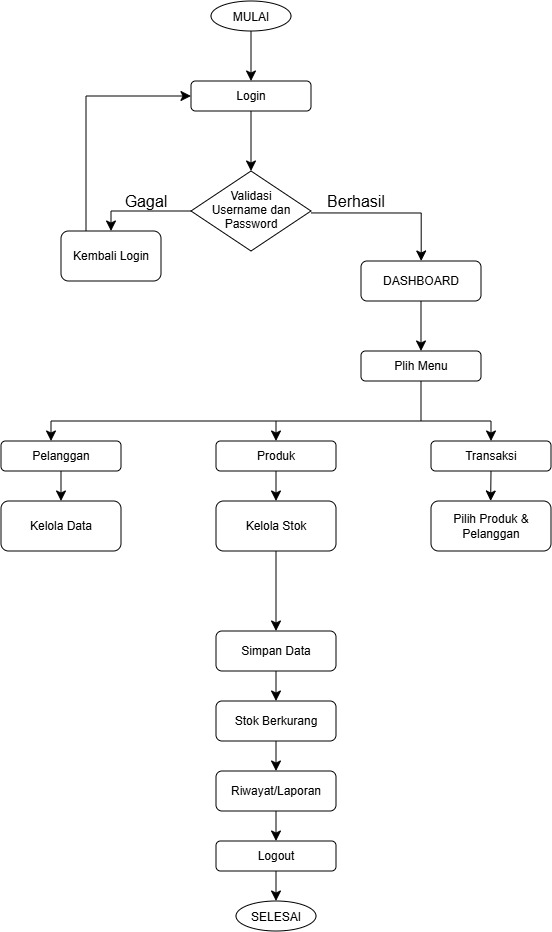 MULAI
Login
Validasi
Username dan
Password
Gagal
Berhasil
Kembali Login
DASHBOARD
Plih Menu
Pelanggan
Produk
Transaksi
Kelola Data
Kelola Stok
Pilih Produk &
Pelanggan
Simpan Data
Stok Berkurang
Riwayat/Laporan
Logout
SELESAI